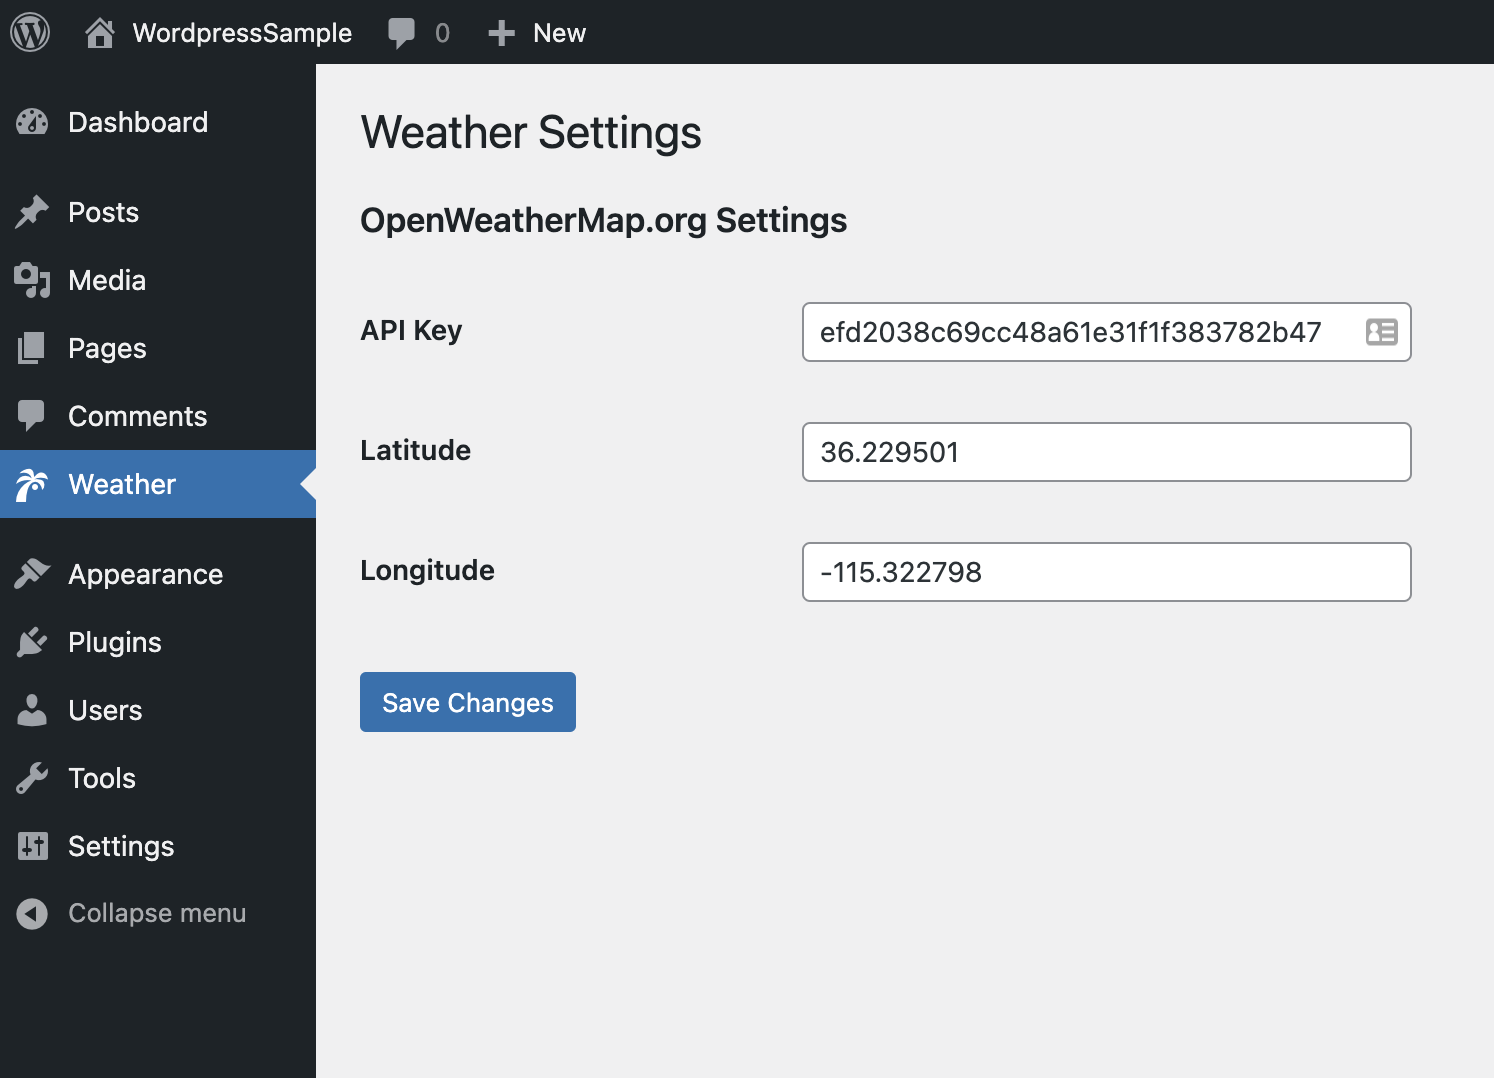 WordpressSample 0 New
Dashboard
Posts
Media
Pages
Comments
Weather
Appearance
Plugins
Users
Tools
Settings
Collapse menu
Weather Settings
OpenWeatherMap.org Settings
API Key efd2038c69cc48a61e31f1f383782b47
Latitude 36.229501
Longitude -115.322798
Save Changes